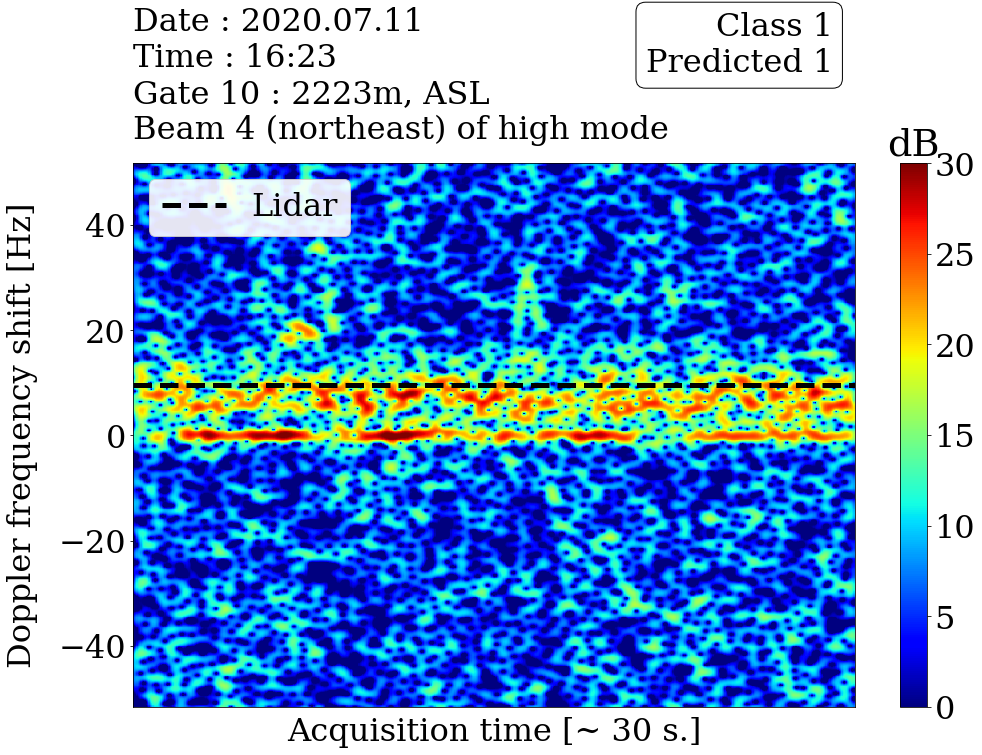 Date : 2020.07.11
Time : 16:23
Gate 10 : 2223m, ASL
Beam 4 (northeast) of high mode
Class 1
Predicted 1
dB
Lidar
Doppler frequency shift [Hz]
40
20
0
−20
−40
30
25
20
15
10
5
0
Acquisition time [~ 30 s.]